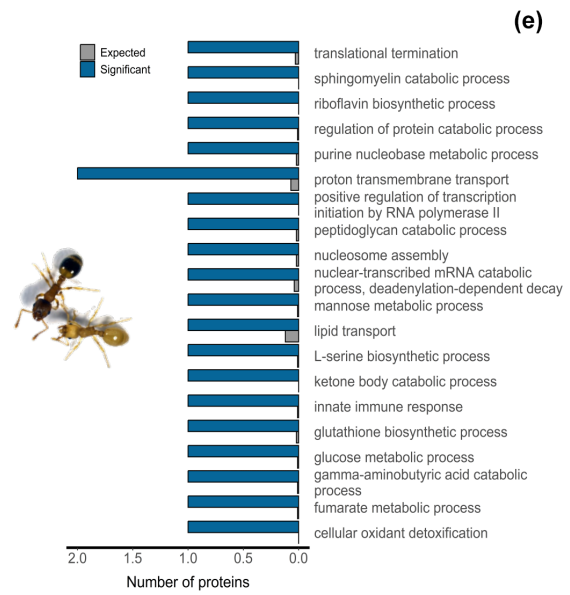 (e)
Expected
Significant
translational termination
sphingomyelin catabolic process
riboflavin biosynthetic process
regulation of protein catabolic process
purine nucleobase metabolic process
proton transmembrane transport
positive regulation of transcription
initiation by RNA polymerase II
peptidoglycan catabolic process
nucleosome assembly
nuclear-transcribed mRNA catabolic
process, deadenylation-dependent decay
mannose metabolic process
lipid transport
L-serine biosynthetic process
ketone body catabolic process
innate immune response
glutathione biosynthetic process
glucose metabolic process
gamma-aminobutyric acid catabolic
process
fumarate metabolic process
cellular oxidant detoxification
2.0 1.5 1.0 0.5 0.0
Number of proteins